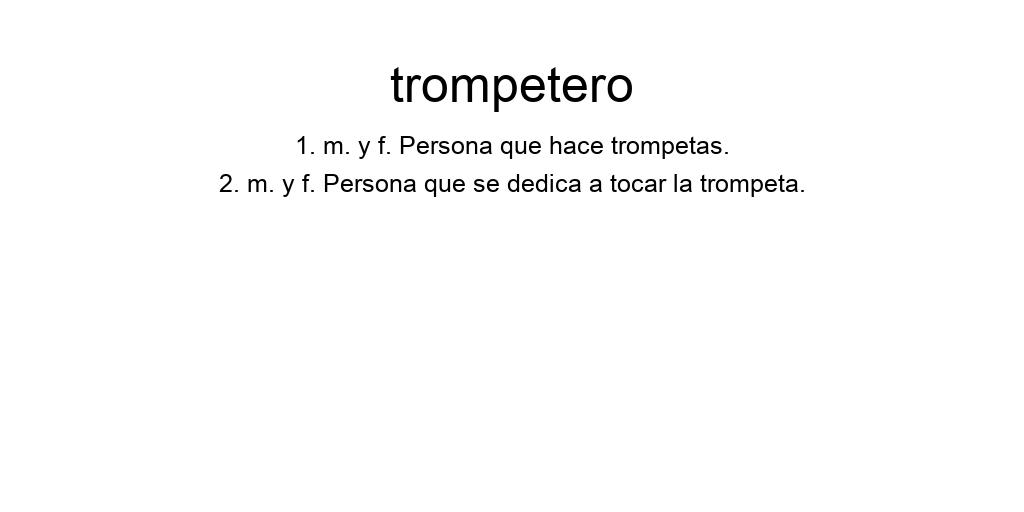 trompetero
1. m. y f. Persona que hace trompetas.
2. m. y f. Persona que se dedica a tocar la trompeta.